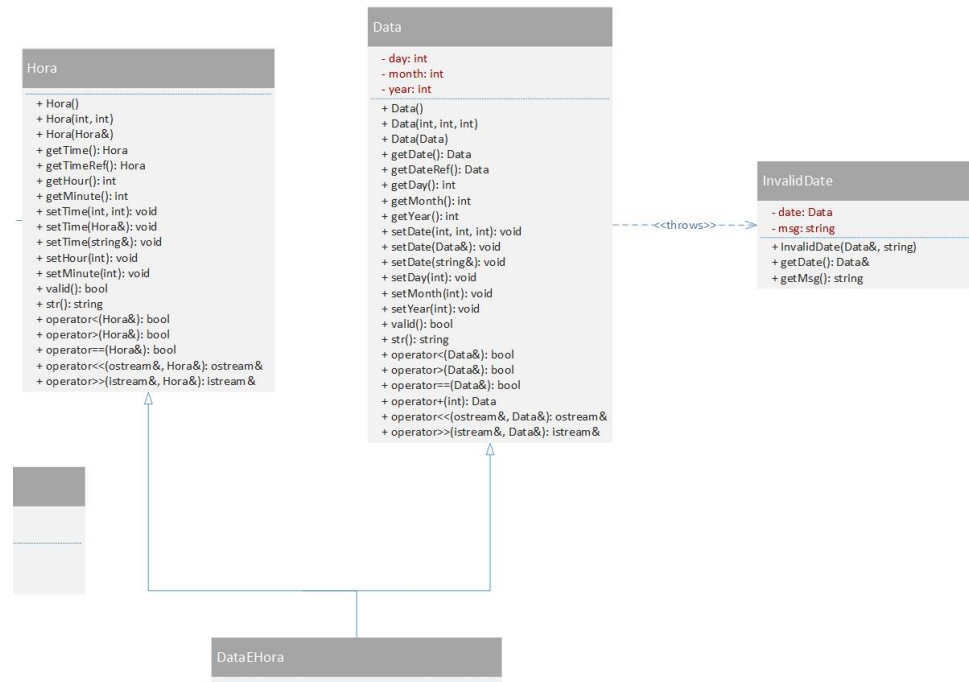 Hora
+ Hora()
+ Hora(int, int)
+ Hora(Hora&)
+ getTime(): Hora
+ getTimeRef(): Hora
+ getHour(): int
+ getMinute(): int
+ setTime(int, int): void
+ setTime(Hora&): void
+ setTime(string&): void
+ setHour(int): void
+ setMinute(int): void
+ valid(): bool
+ str(): string
+ operator<(Hora&): bool
+ operator>(Hora&): bool
+ operator==(Hora&): bool
+ operator<<(ostream&, Hora&): ostream&
+ operator>>(istream&, Hora&): istream&
Data
- day: int
- month: int
- year: int
+ Data()
+ Data(int, int, int)
+ Data(Data)
+ getDate(): Data
+ getDateRef(): Data
+ getDay(): int
+ getMonth(): int
+ getYear(): int
+ setDate(int, int, int): void
+ setDate(Data&): void
+ setDate(string&): void
+ setDay(int): void
+ setMonth(int): void
+ setYear(int): void
+ valid(): bool
+ str(): string
+ operator<(Data&): bool
+ operator>(Data&): bool
+ operator==(Data&): bool
+ operator+(int): Data
+ operator<<(ostream&, Data&): ostream&
+ operator>>(istream&, Data&): istream&
<<throws>>
InvalidDate
- date: Data
- msg: string
+ InvalidDate(Data&, string)
+ getDate(): Data&
+ getMsg(): string
DataEHora